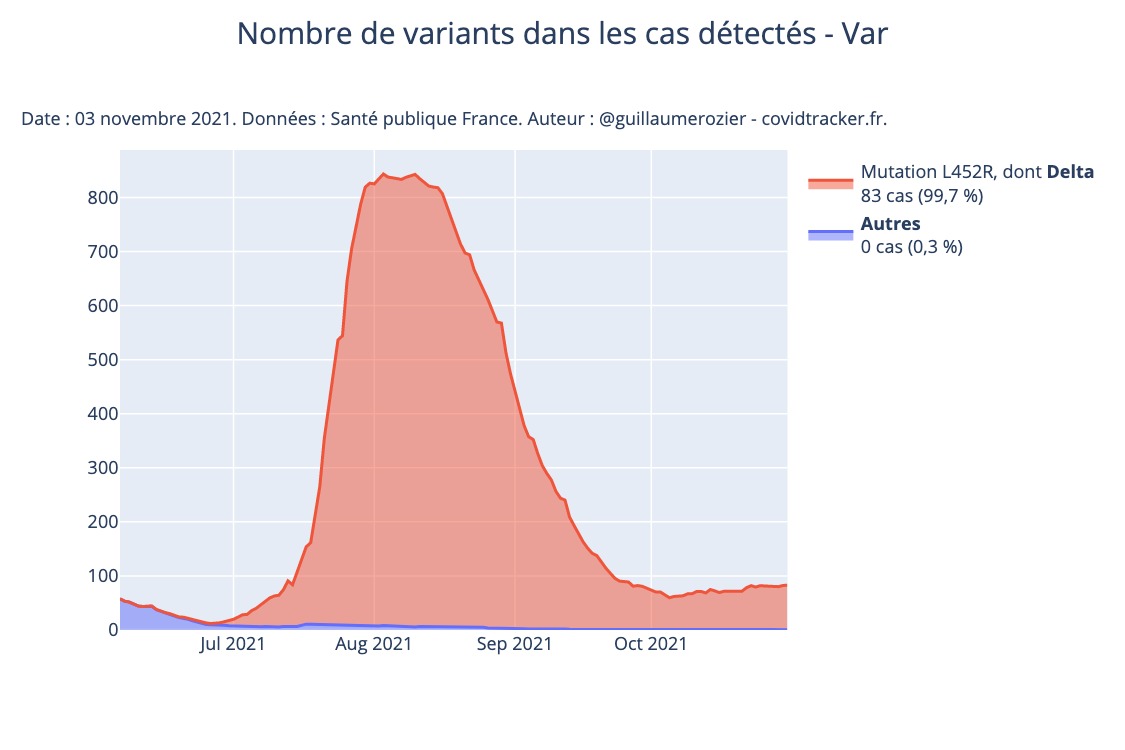 Nombre de variants dans les cas détectés - Var
Date : 03 novembre 2021. Données : Santé publique France. Auteur : @guillaumerozier - covidtracker.fr.
Mutation L452R, dont Delta
83 cas (99,7 %)
Autres
0 cas (0,3 %)
800
700
600
500
400
300
200
100
0
Jul 2021 Aug 2021 Sep 2021 Oct 2021